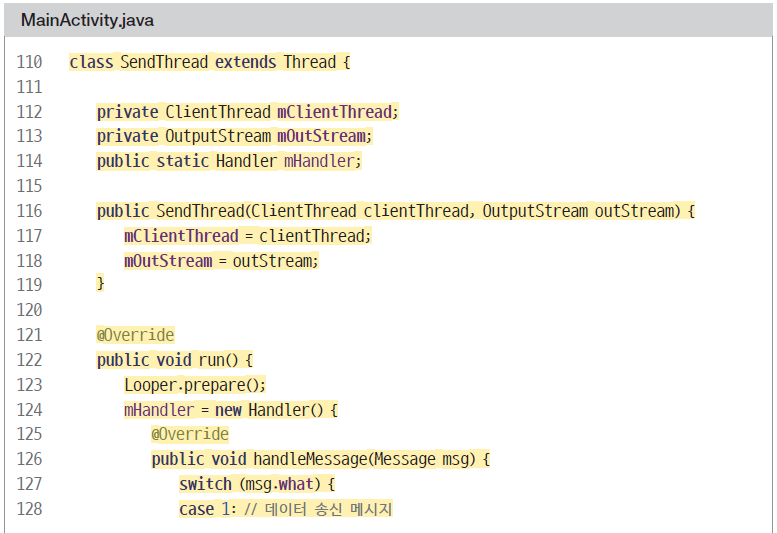 MainActivity.java
110 class SendThread extends Thread {
111
112 private ClientThread mClientThread;
113 private OutputStream mOutStream;
114 public static Handler mHandler;
115
116 public SendThread(ClientThread clientThread, OutputStream outStream) {
117 mClientThread = clientThread;
118 mOutStream = outStream;
119 }
120
121 @Override
122 public void run() {
123 Looper.prepare();
124 mHandler = new Handler() {
125 @Override
126 public void handleMessage(Message msg) {
127 switch (msg.what) {
128 case 1: // 데이터 송신 메시지